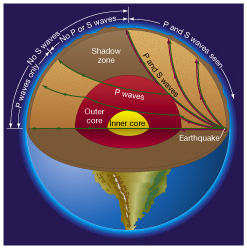 No S waves
No P or S waves
P and S waves seen
P waves only
Shadow
zone
P and S waves
P waves
Outer
core
Inner core
Earthquake